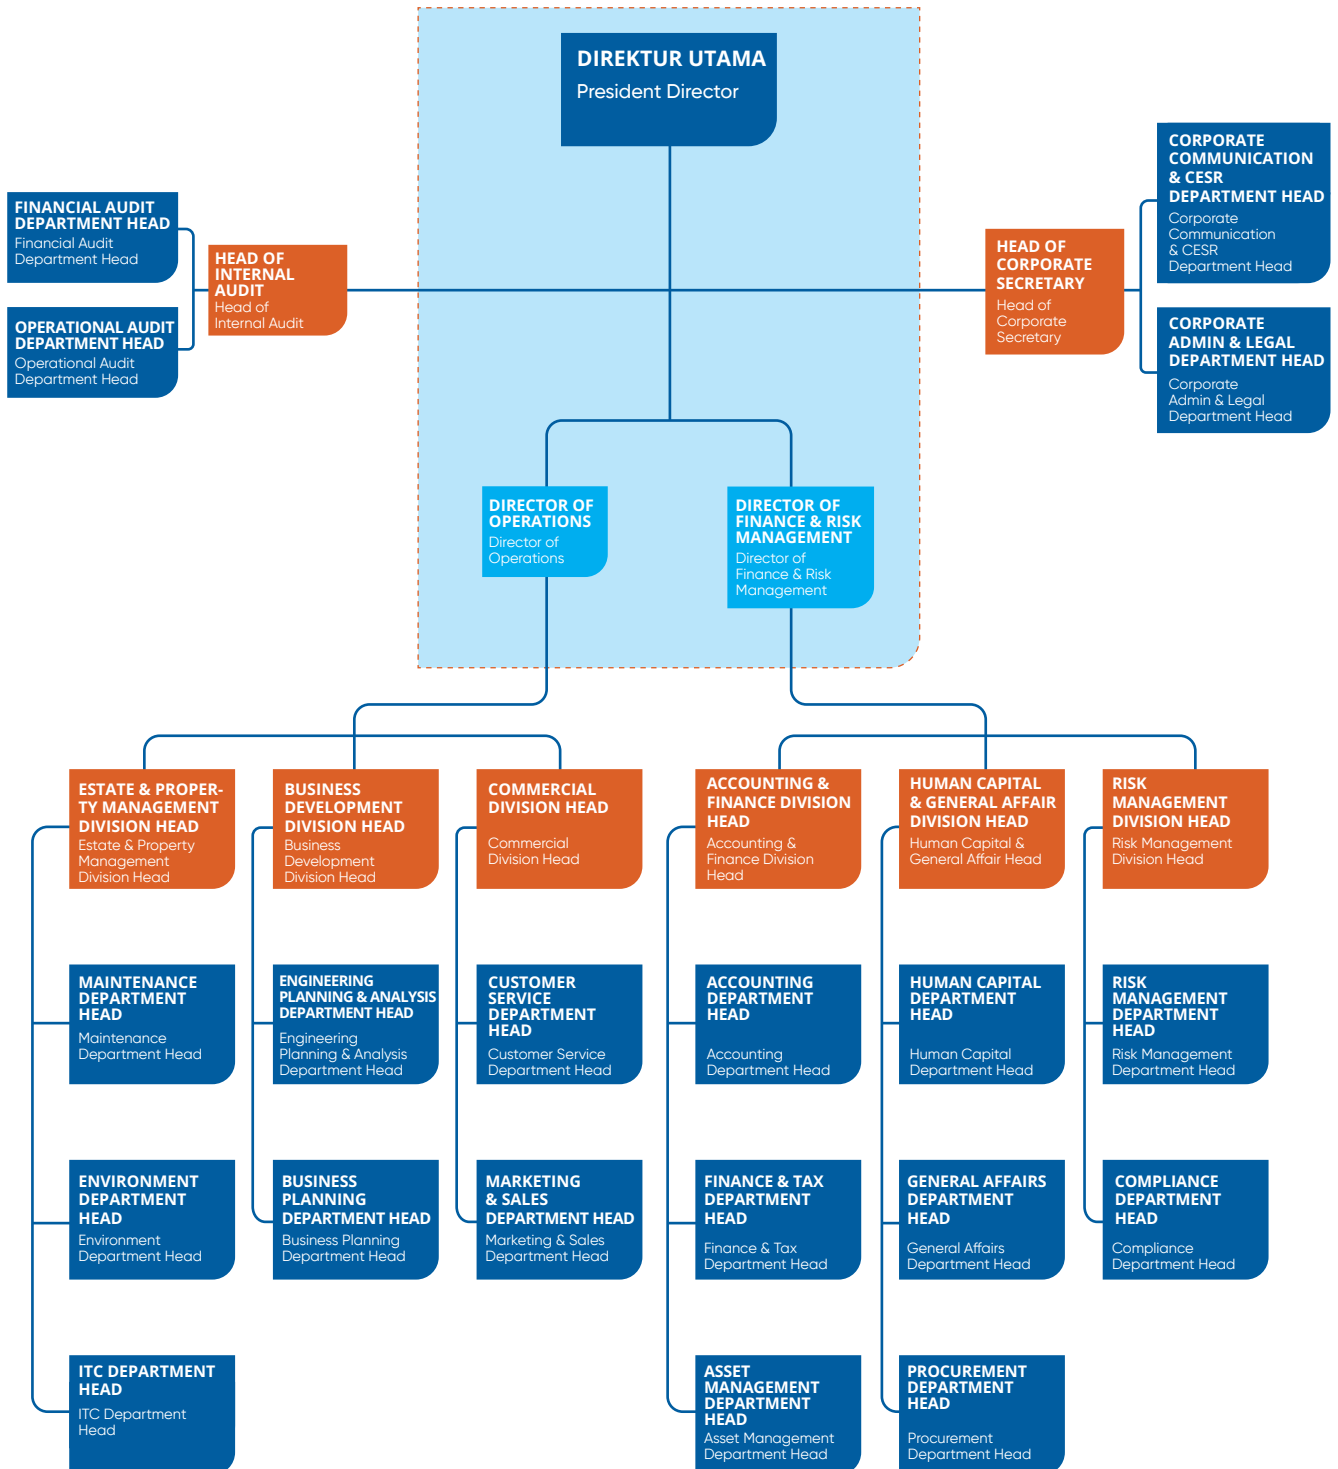 DIREKTUR UTAMA
President Director
CORPORATE
COMMUNICATION
& CESR
DEPARTMENT HEAD
Corporate
Communication
& CESR
Department Head
FINANCIAL AUDIT
DEPARTMENT HEAD
Financial Audit
Department Head
HEAD OF
INTERNAL
AUDIT
Head of
Internal Audit
HEAD OF
CORPORATE
SECRETARY
Head of
Corporate
Secretary
OPERATIONAL AUDIT
DEPARTMENT HEAD
Operational Audit
Department Head
CORPORATE
ADMIN & LEGAL
DEPARTMENT HEAD
Corporate
Admin & Legal
Department Head
DIRECTOR OF
OPERATIONS
Director of
Operations
DIRECTOR OF
FINANCE & RISK
MANAGEMENT
Director of
Finance & Risk
Management
ESTATE & PROPER-
TY MANAGEMENT
DIVISION HEAD
Estate & Property
Management
Division Head
BUSINESS
DEVELOPMENT
DIVISION HEAD
Business
Development
Division Head
COMMERCIAL
DIVISION HEAD
Commercial
Division Head
ACCOUNTING &
FINANCE DIVISION
HEAD
Accounting &
Finance Division
Head
HUMAN CAPITAL
& GENERAL AFFAIR
DIVISION HEAD
Human Capital &
General Affair Head
RISK
MANAGEMENT
DIVISION HEAD
Risk Management
Division Head
MAINTENANCE
DEPARTMENT
HEAD
Maintenance
Department Head
ENGINEERING
PLANNING & ANALYSIS
DEPARTMENT HEAD
Engineering
Planning & Analysis
Department Head
CUSTOMER
SERVICE
DEPARTMENT
HEAD
Customer Service
Department Head
ACCOUNTING
DEPARTMENT
HEAD
Accounting
Department Head
HUMAN CAPITAL
DEPARTMENT
HEAD
Human Capital
Department Head
RISK
MANAGEMENT
DEPARTMENT
HEAD
Risk Management
Department Head
ENVIRONMENT
DEPARTMENT
HEAD
Environment
Department Head
BUSINESS
PLANNING
DEPARTMENT HEAD
Business Planning
Department Head
MARKETING
& SALES
DEPARTMENT HEAD
Marketing & Sales
Department Head
FINANCE & TAX
DEPARTMENT
HEAD
Finance & Tax
Department Head
GENERAL AFFAIRS
DEPARTMENT
HEAD
General Affairs
Department Head
COMPLIANCE
DEPARTMENT
HEAD
Compliance
Department Head
ITC DEPARTMENT
HEAD
ITC Department
Head
ASSET
MANAGEMENT
DEPARTMENT
HEAD
Asset Management
Department Head
PROCUREMENT
DEPARTMENT
HEAD
Procurement
Department Head